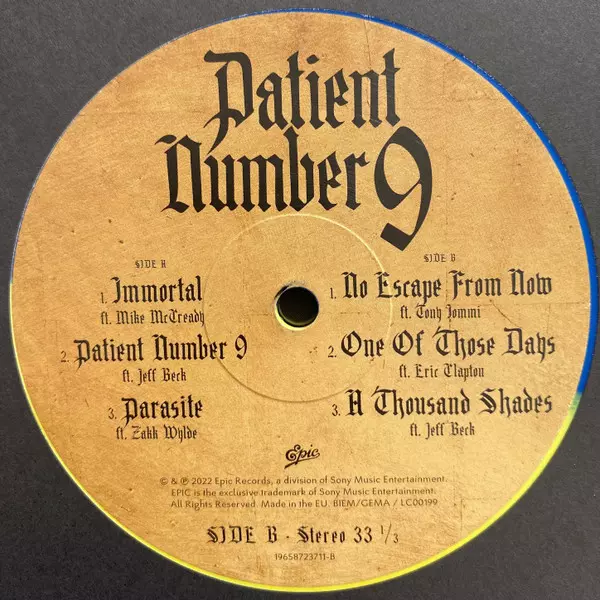 Patient
Number 9
SIDE A
1. Immortal
ft. Mike McCready
2. Patient Number 9
ft. Jeff Beck
3. Parasite
ft. Zakk Wylde
SIDE B
1. No Escape From Now
ft. Tony Iommi
2. One Of Those Days
ft. Eric Clapton
3. A Thousand Shades
ft. Jeff Beck
Epic
© & ℗ 2022 Epic Records, a division of Sony Music Entertainment.
EPIC is the exclusive trademark of Sony Music Entertainment.
All Rights Reserved. Made in the EU. BIEM/GEMA / LC00199
SIDE B - Stereo 33 1/3
19658723711-B